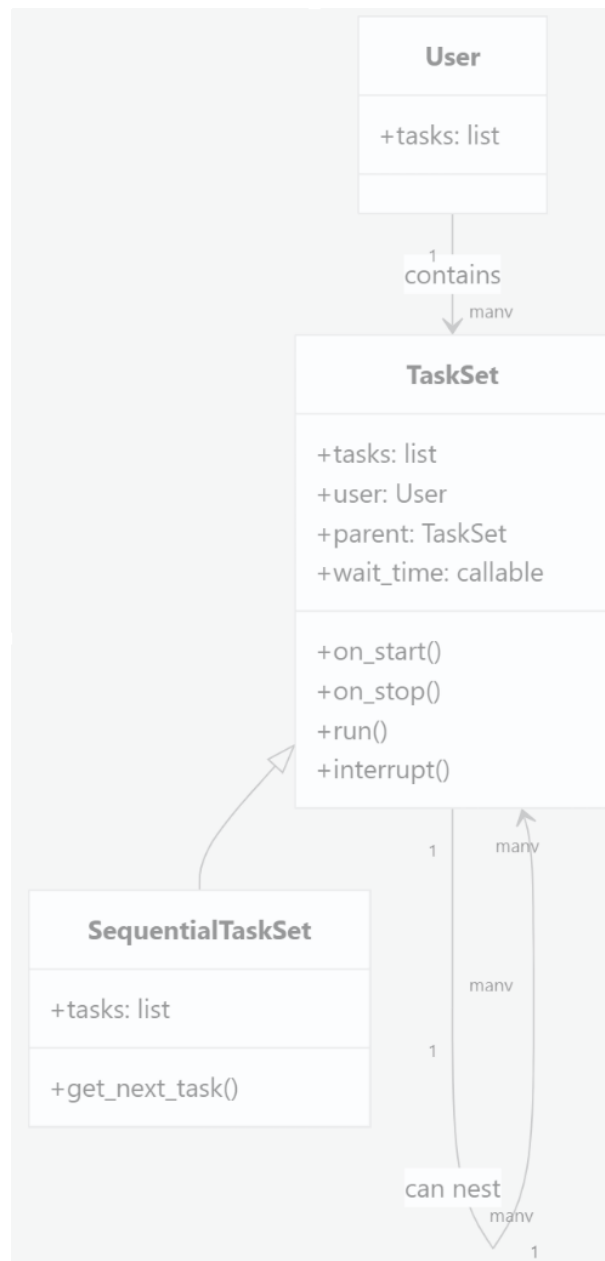 User
+tasks: list
1
contains
manv
TaskSet
+tasks: list
+user: User
+parent: TaskSet
+wait_time: callable
+on_start()
+on_stop()
+run()
+interrupt()
1
manv
SequentialTaskSet
+tasks: list
+get_next_task()
manv
1
can nest
manv
1